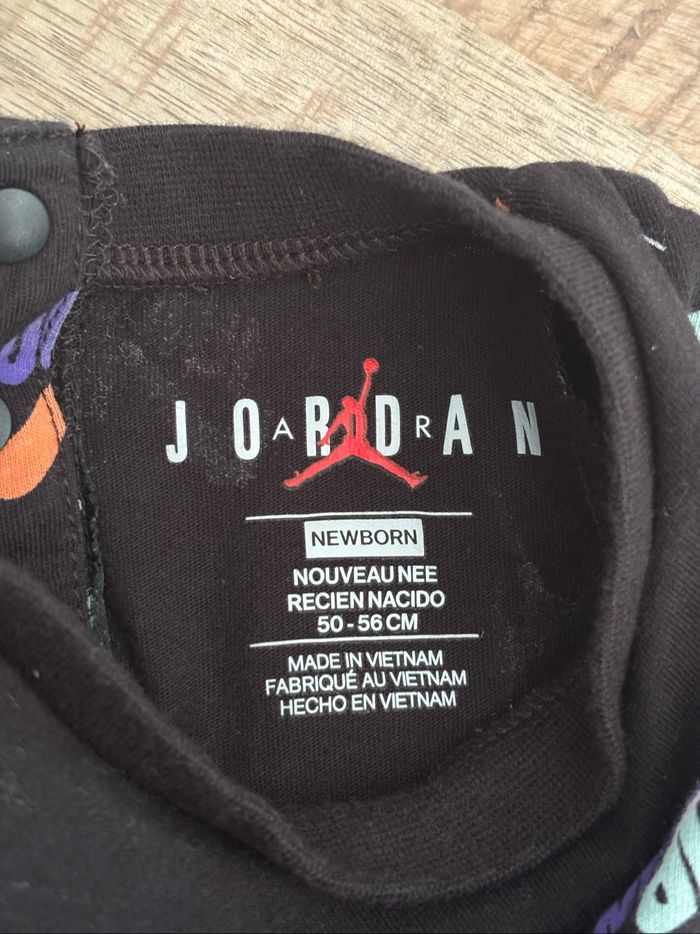 JORDAN
AIR
NEWBORN
NOUVEAU NEE
RECIEN NACIDO
50 - 56 CM
MADE IN VIETNAM
FABRIQUÉ AU VIETNAM
HECHO EN VIETNAM